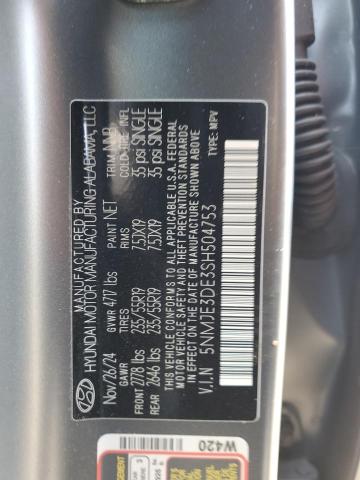 MANUFACTURED BY
HYUNDAI MOTOR MANUFACTURING ALABAMA, LLC
Nov/26/24 GVWR 4717 lbs PAINT NET TRIM NNB
GAWR TIRES RIMS COLD TIRE INFL
FRONT 2778 lbs 235/55R19 7.5JX19 35 psi SINGLE
REAR 2646 lbs 235/55R19 7.5JX19 35 psi SINGLE
THIS VEHICLE CONFORMS TO ALL APPLICABLE U.S. FEDERAL MOTOR
VEHICLE SAFETY, BUMPER, AND THEFT PREVENTION STANDARDS IN
EFFECT ON THE DATE OF MANUFACTURE SHOWN ABOVE.
V.I.N 5NMJE3DE3SH504753 TYPE: MPV
W420